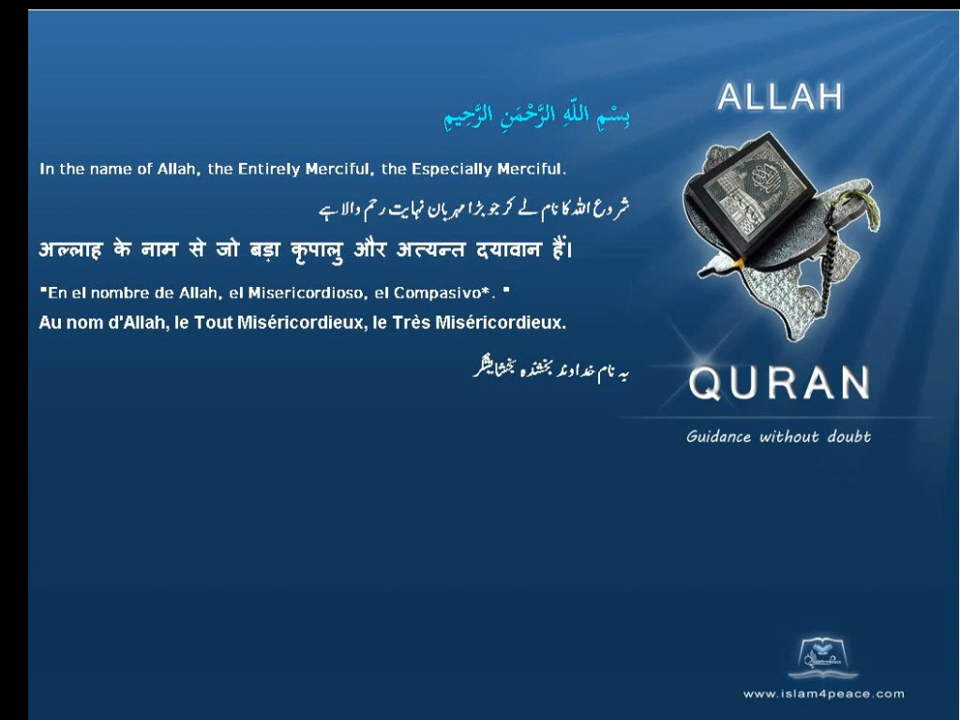 بِسْمِ اللّهِ الرَّحْمَنِ الرَّحِيمِ
In the name of Allah, the Entirely Merciful, the Especially Merciful.
شروع اللہ کا نام لے کر جو بڑا مہربان نہایت رحم والا ہے
अल्लाह के नाम से जो बड़ा कृपालु और अत्यन्त दयावान हैं।
"En el nombre de Allah, el Misericordioso, el Compasivo*. "
Au nom d'Allah, le Tout Miséricordieux, le Très Miséricordieux.
به نام خداوند بخشنده بخشایشگر
ALLAH
QURAN
Guidance without doubt
www.islam4peace.com